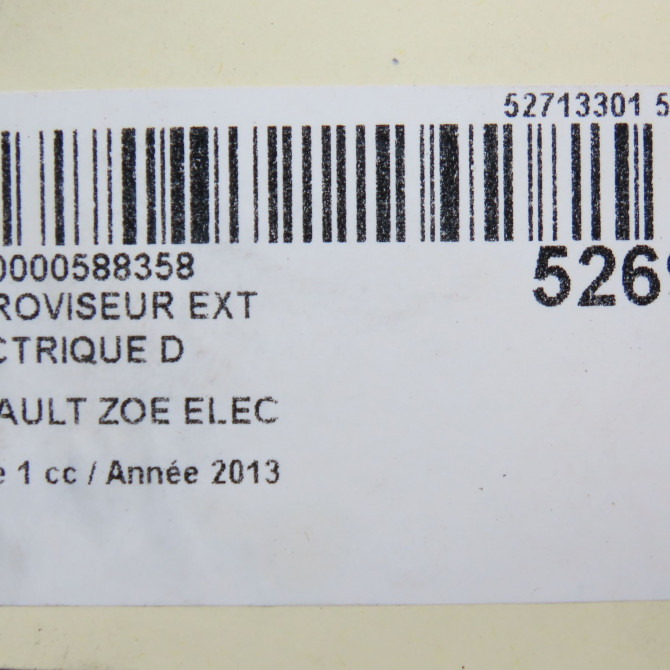 52713301 5
0000588358
526
ROVISEUR EXT
CTRIQUE D
AULT ZOE ELEC
e 1 cc / Année 2013